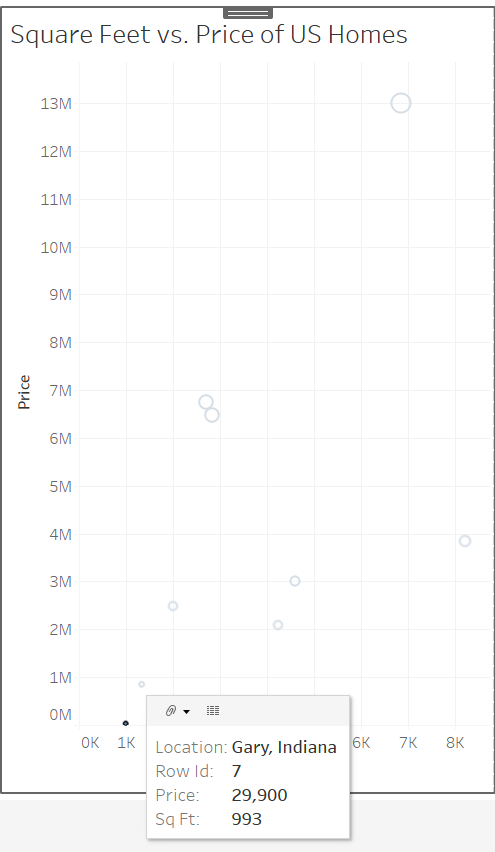 Square Feet vs. Price of US Homes
13M
12M
11M
10M
9M
8M
7M
6M
5M
4M
3M
2M
1M
0M
Price
0K 1K 6K 7K 8K
Location: Gary, Indiana
Row Id: 7
Price: 29,900
Sq Ft: 993